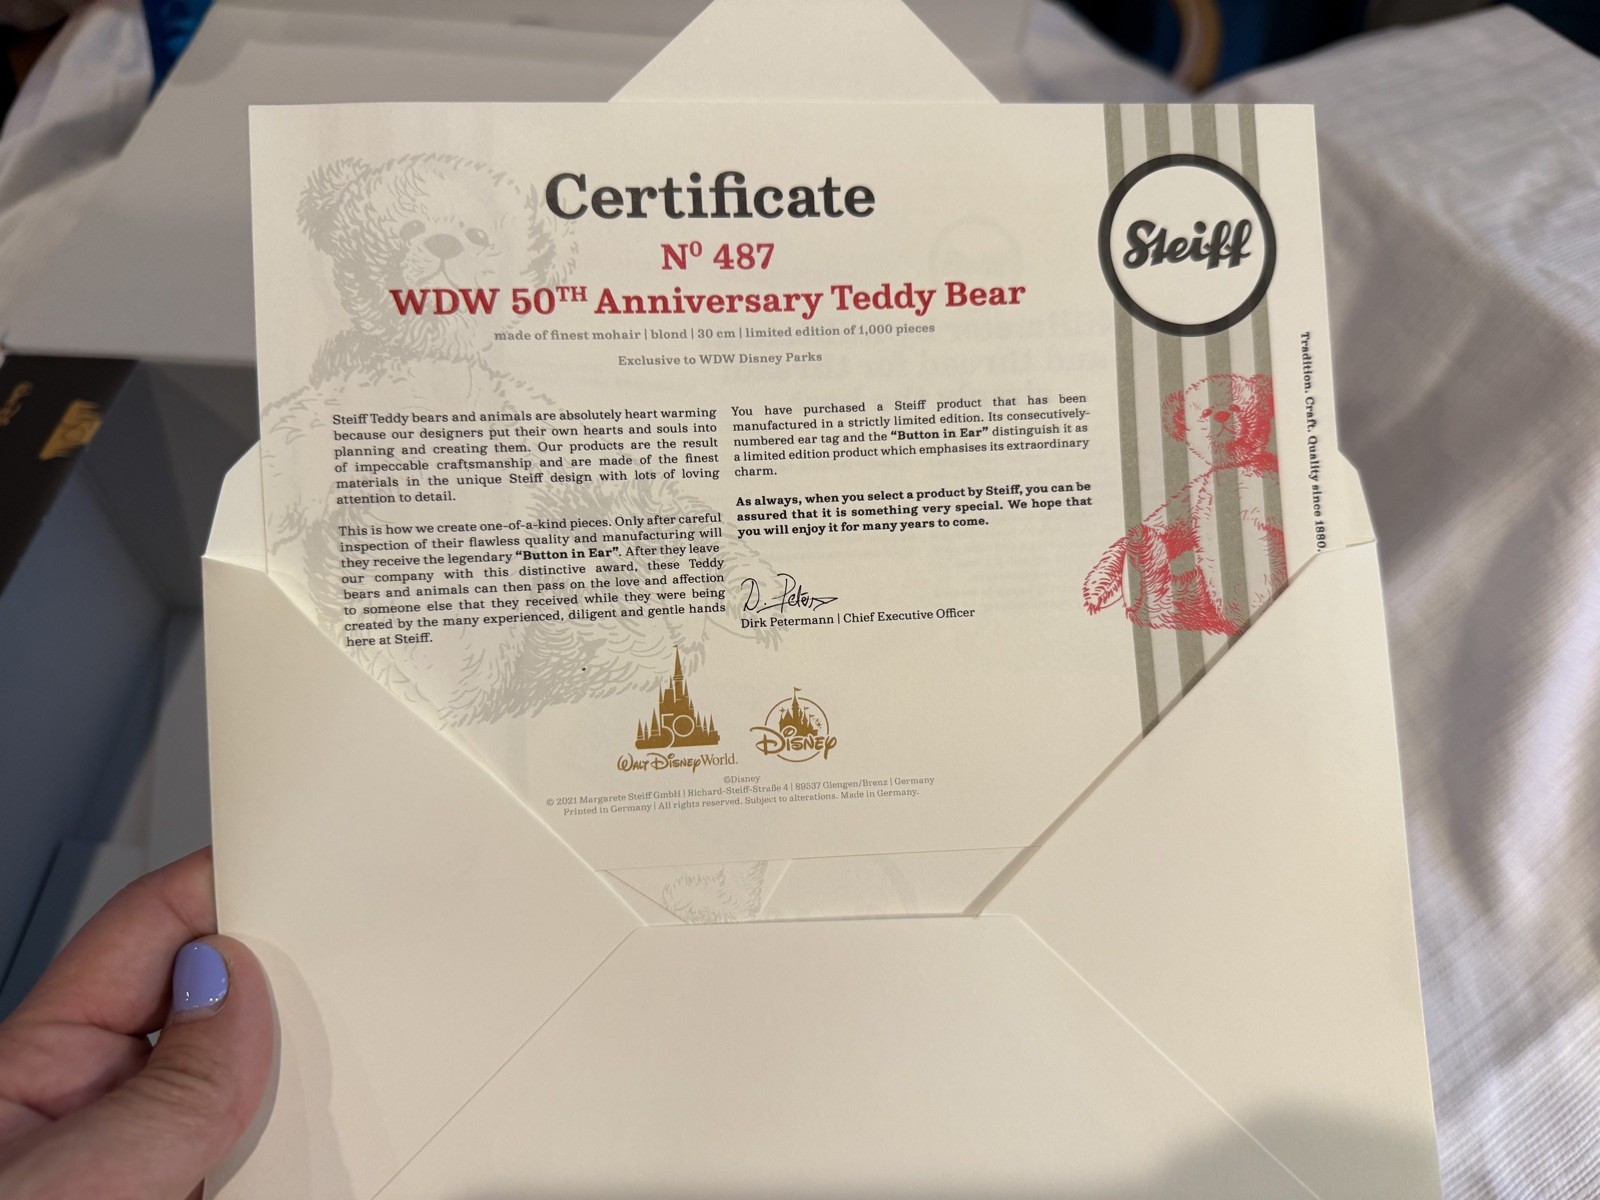 Certificate
Nº 487
WDW 50TH Anniversary Teddy Bear
made of finest mohair | blond | 30 cm | limited edition of 1,000 pieces
Exclusive to WDW Disney Parks
Steiff Teddy bears and animals are absolutely heart warming
because our designers put their own hearts and souls into
planning and creating them. Our products are the result
of impeccable craftsmanship and are made of the finest
materials in the unique Steiff design with lots of loving
attention to detail.
This is how we create one-of-a-kind pieces. Only after careful
inspection of their flawless quality and manufacturing will
they receive the legendary “Button in Ear”. After they leave
our company with this distinctive award, these Teddy
bears and animals can then pass on the love and affection
to someone else that they received while they were being
created by the many experienced, diligent and gentle hands
here at Steiff.
You have purchased a Steiff product that has been
manufactured in a strictly limited edition. Its consecutively-
numbered ear tag and the “Button in Ear” distinguish it as
a limited edition product which emphasises its extraordinary
charm.
As always, when you select a product by Steiff, you can be
assured that it is something very special. We hope that
you will enjoy it for many years to come.
D. Peterm
Dirk Petermann | Chief Executive Officer
Steiff
Tradition. Craft. Quality since 1880.
50
Walt Disney World.
Disney
©Disney
© 2021 Margarete Steiff GmbH | Richard-Steiff-Straße 4 | 89537 Giengen/Brenz | Germany
Printed in Germany | All rights reserved. Subject to alterations. Made in Germany.